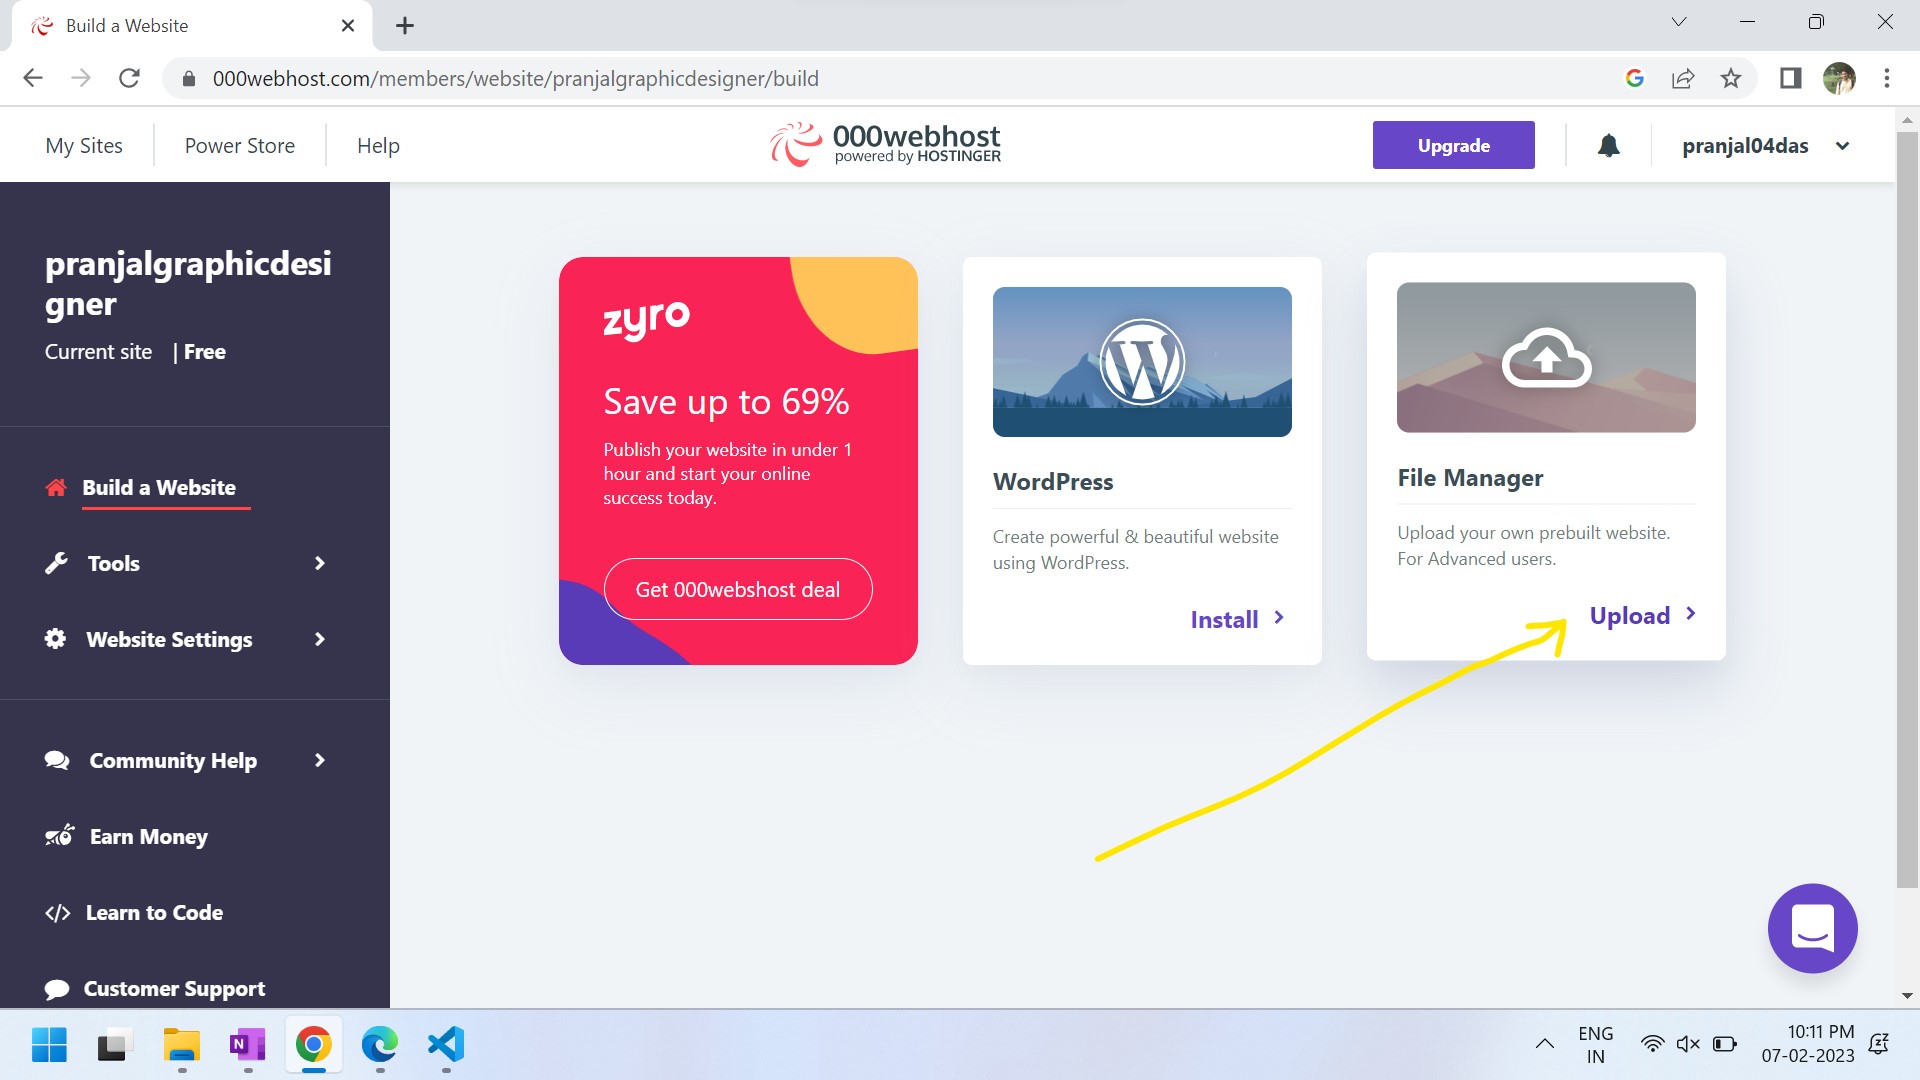 Build a Website
000webhost.com/members/website/pranjalgraphicdesigner/build
My Sites
Power Store
Help
000webhost
powered by HOSTINGER
Upgrade
pranjal04das
pranjalgraphicdesi
gner
Current site | Free
Build a Website
Tools
Website Settings
Community Help
Earn Money
Learn to Code
Customer Support
zyro
Save up to 69%
Publish your website in under 1
hour and start your online
success today.
Get 000webshost deal
WordPress
Create powerful & beautiful website
using WordPress.
Install
File Manager
Upload your own prebuilt website.
For Advanced users.
Upload
ENG
IN
10:11 PM
07-02-2023